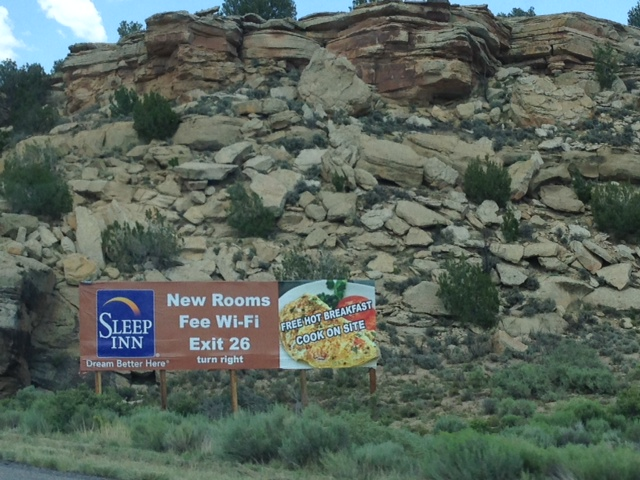 SLEEP
INN
Dream Better Here®
New Rooms
Fee Wi-Fi
Exit 26
turn right
FREE HOT BREAKFAST
COOK ON SITE